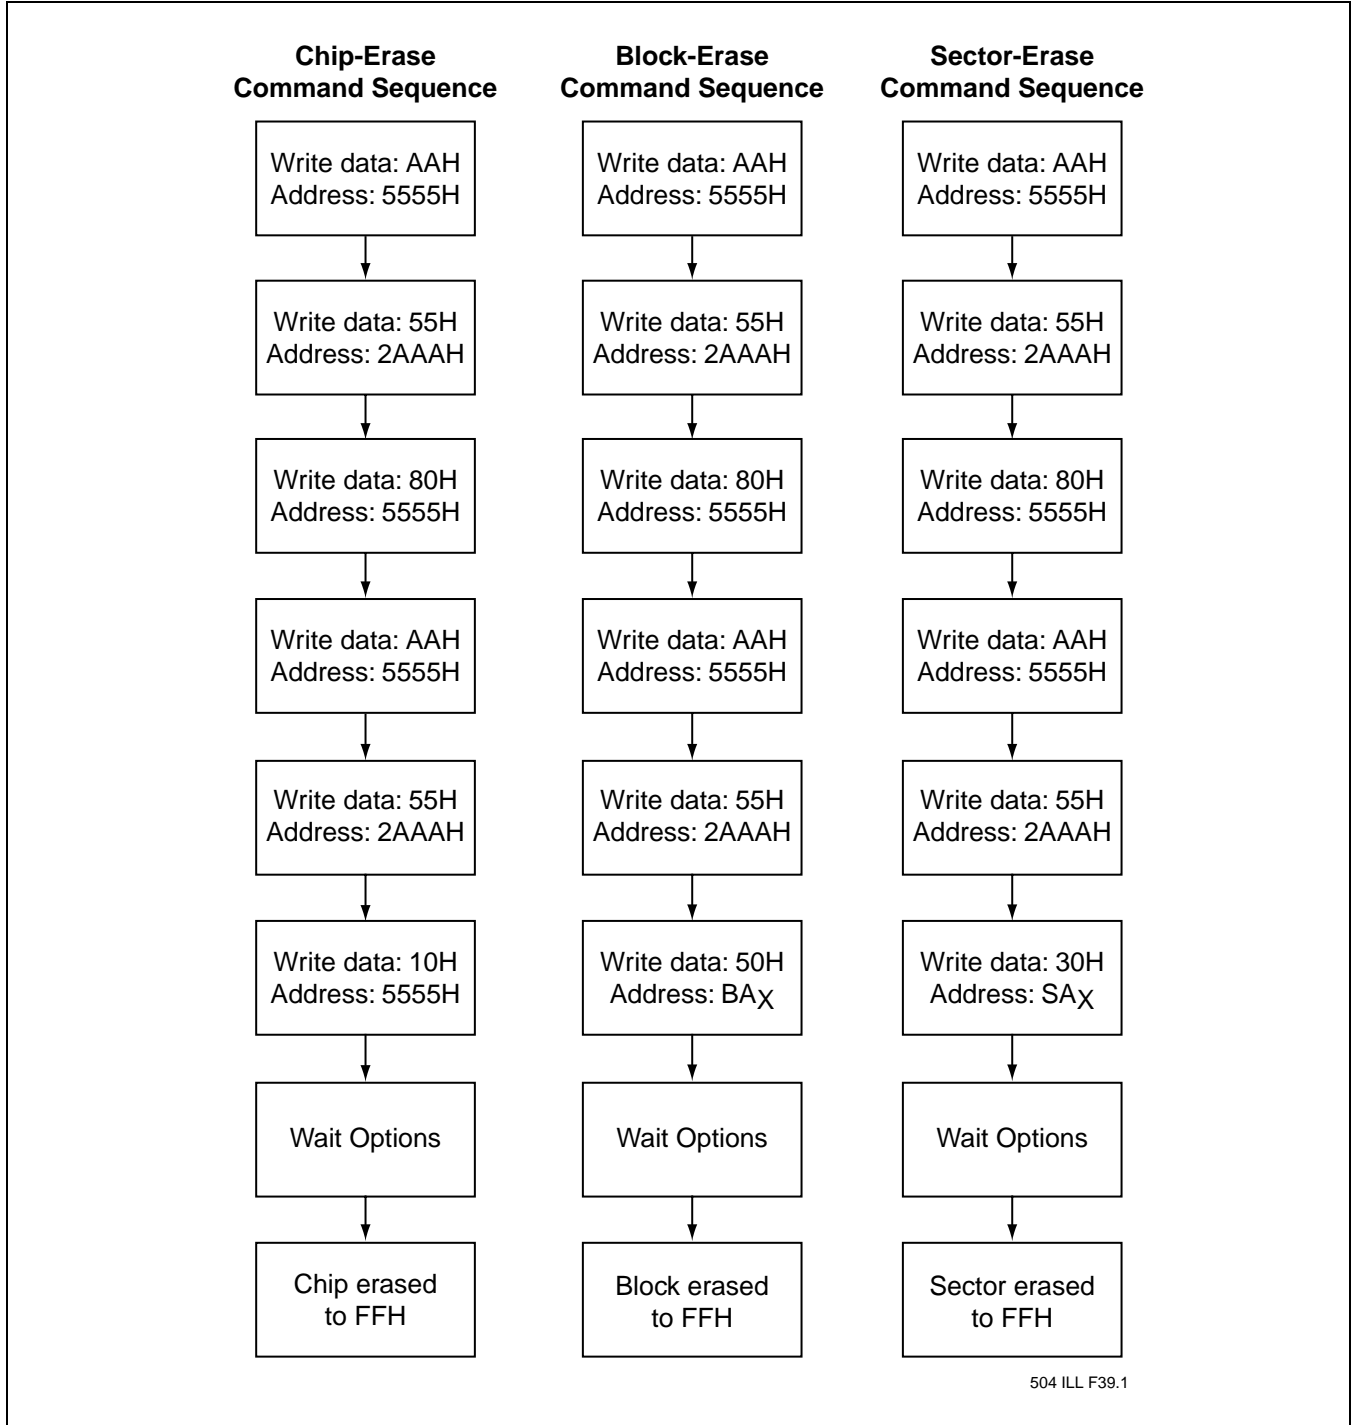 Chip-Erase
Command Sequence
Write data: AAH
Address: 5555H
Write data: 55H
Address: 2AAAH
Write data: 80H
Address: 5555H
Write data: AAH
Address: 5555H
Write data: 55H
Address: 2AAAH
Write data: 10H
Address: 5555H
Wait Options
Chip erased
to FFH
Block-Erase
Command Sequence
Write data: AAH
Address: 5555H
Write data: 55H
Address: 2AAAH
Write data: 80H
Address: 5555H
Write data: AAH
Address: 5555H
Write data: 55H
Address: 2AAAH
Write data: 50H
Address: BAX
Wait Options
Block erased
to FFH
Sector-Erase
Command Sequence
Write data: AAH
Address: 5555H
Write data: 55H
Address: 2AAAH
Write data: 80H
Address: 5555H
Write data: AAH
Address: 5555H
Write data: 55H
Address: 2AAAH
Write data: 30H
Address: SAX
Wait Options
Sector erased
to FFH
504 ILL F39.1